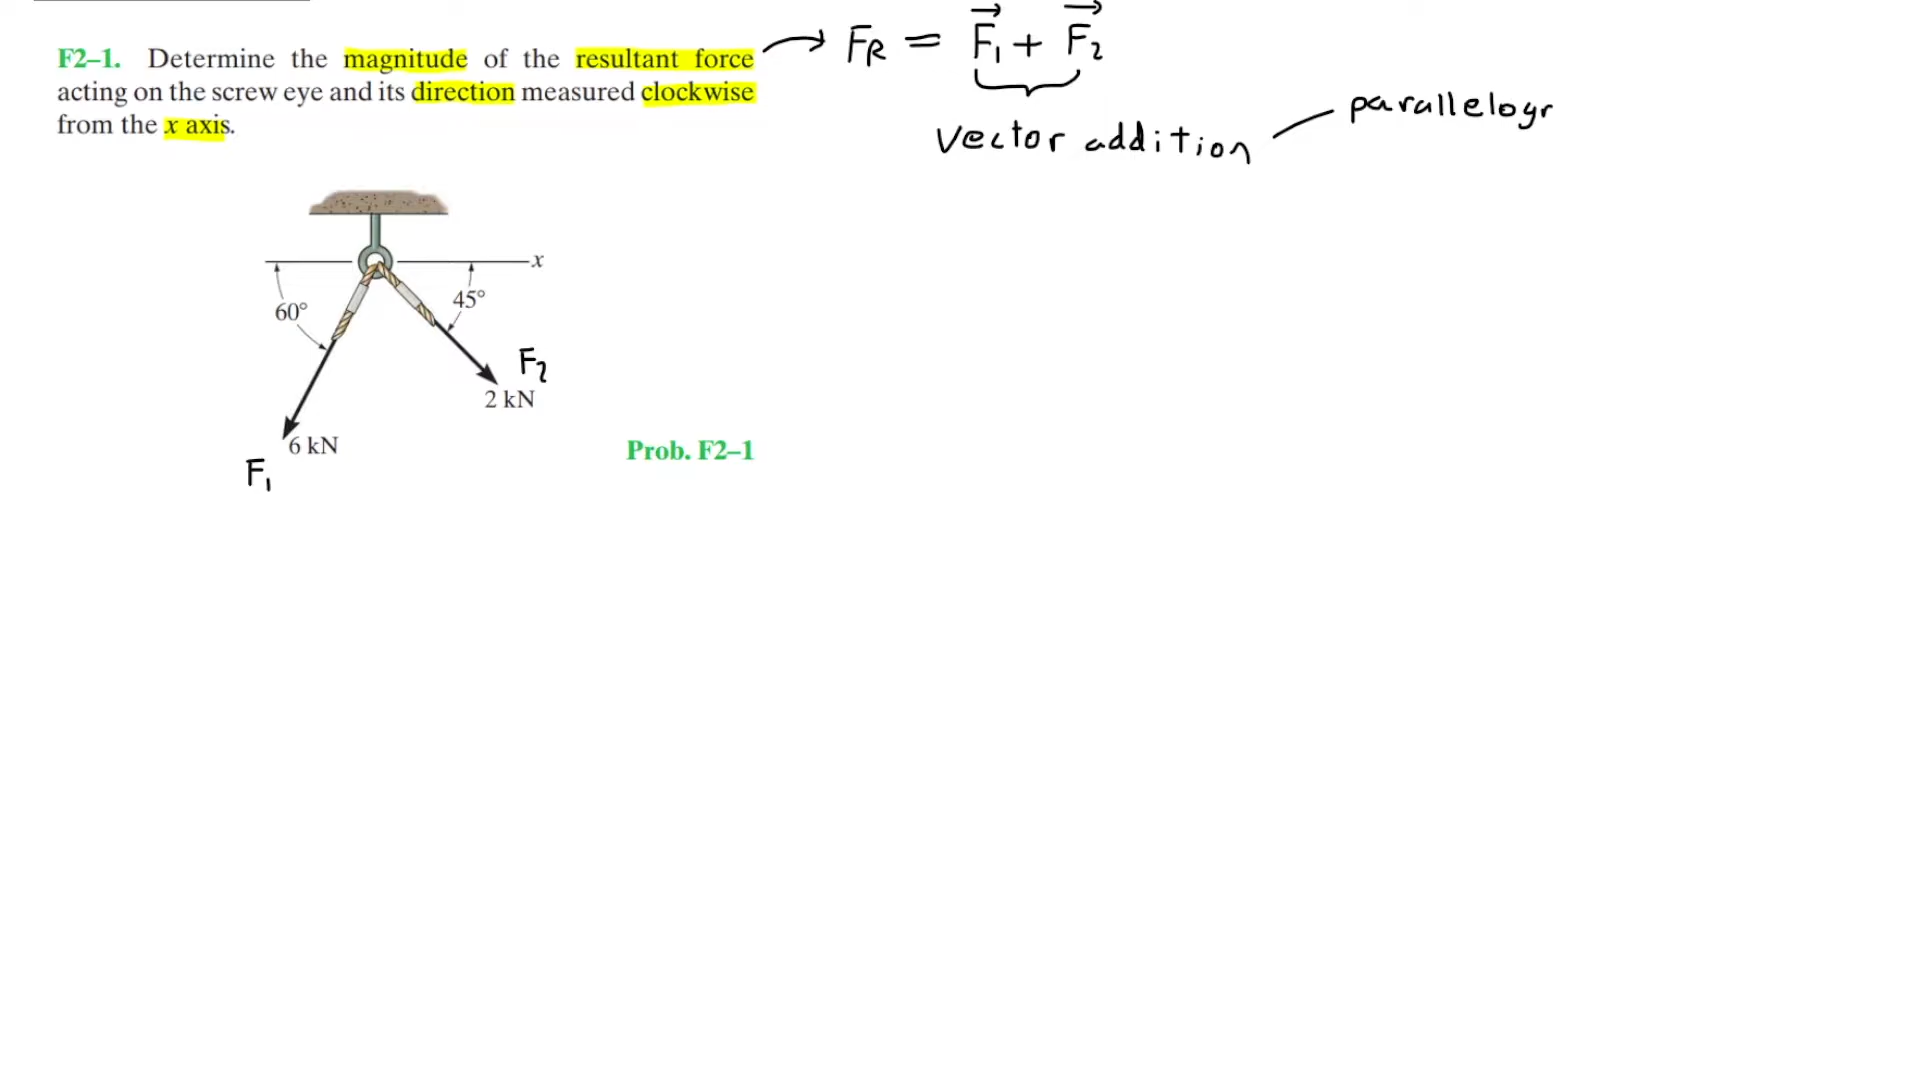 F2–1. Determine the magnitude of the resultant force
acting on the screw eye and its direction measured clockwise
from the x axis.
FR = F1 + F2
vector addition
parallelogr
x
60°
45°
F2
2 kN
6 kN
F1
Prob. F2–1